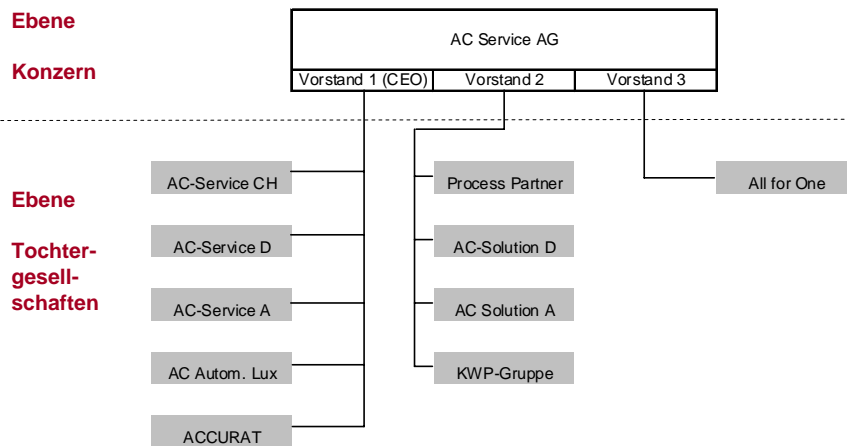 Ebene
Konzern
AC Service AG
Vorstand 1 (CEO) Vorstand 2 Vorstand 3
Ebene
Tochter-
gesell-
schaften
AC-Service CH Process Partner All for One
AC-Service D AC-Solution D
AC-Service A AC Solution A
AC Autom. Lux KWP-Gruppe
ACCURAT